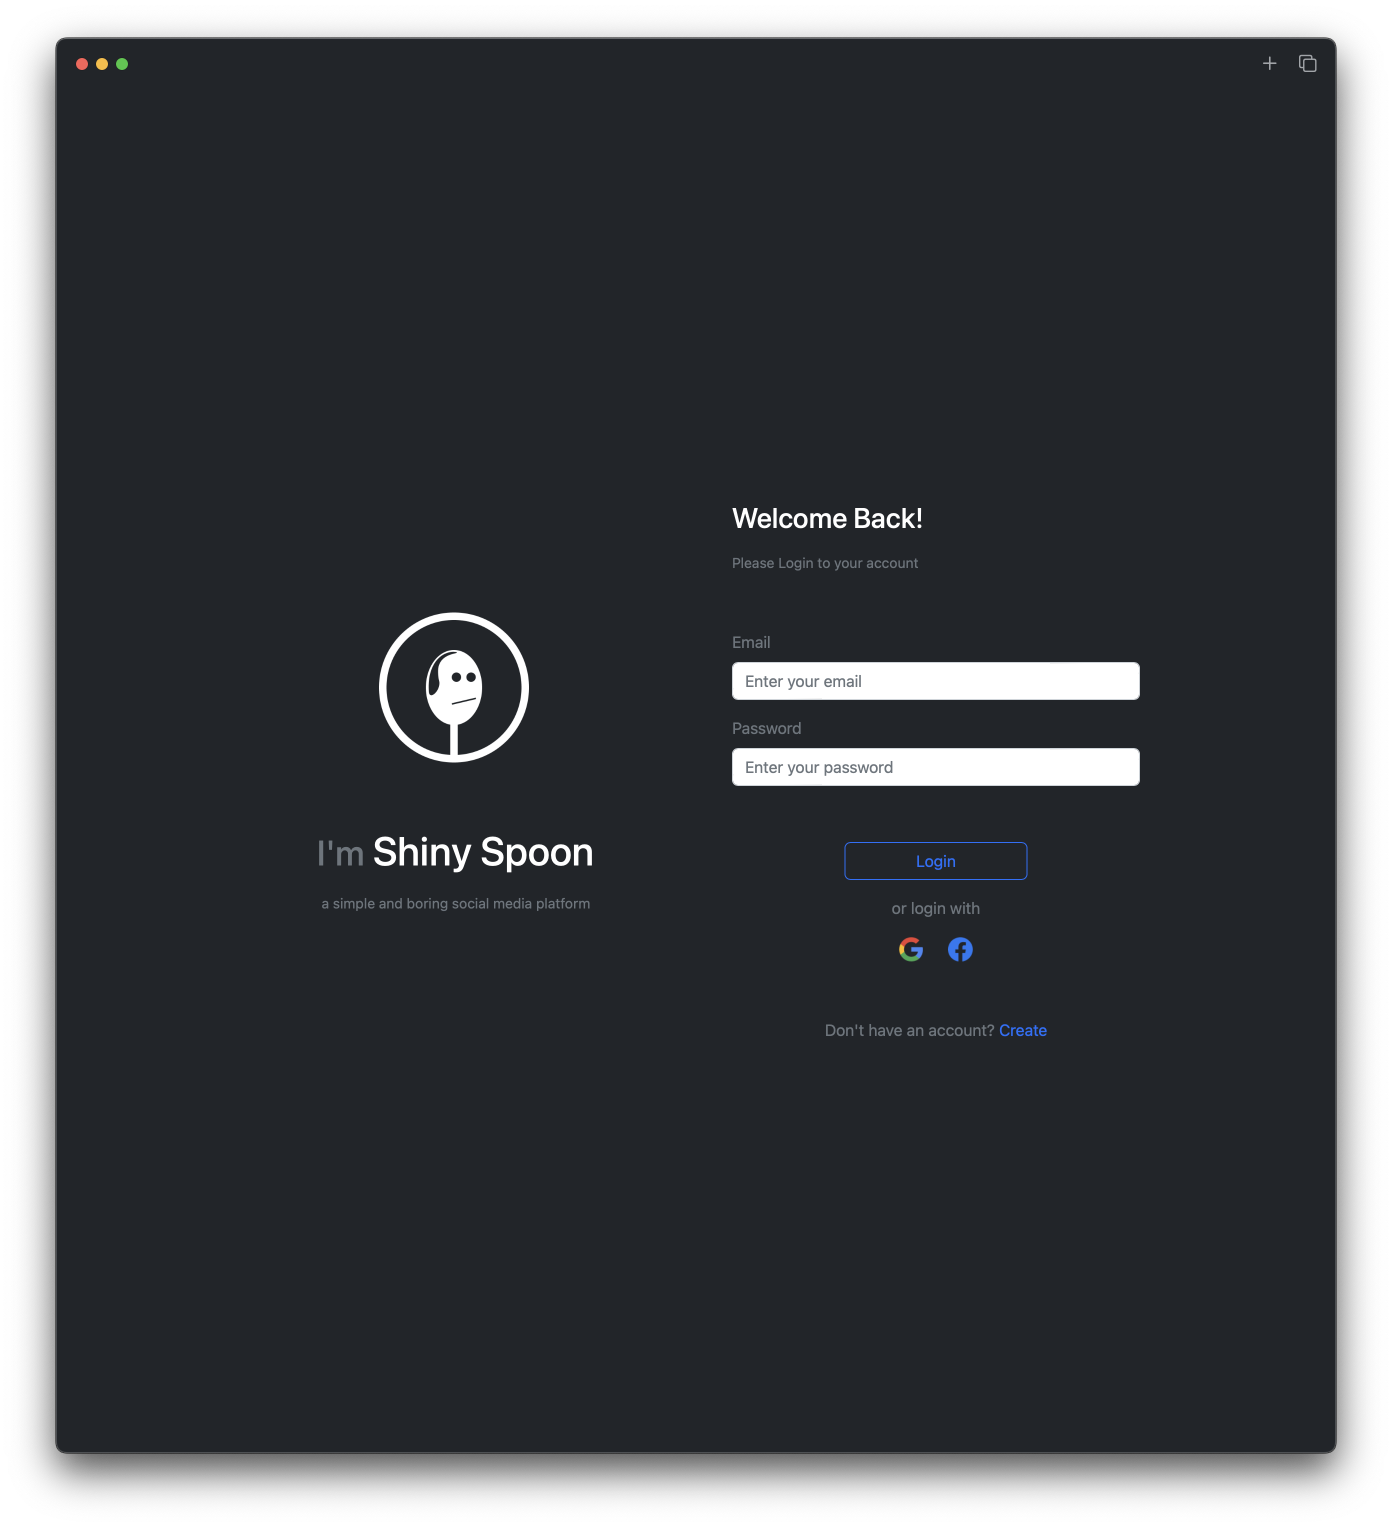 I'm Shiny Spoon
a simple and boring social media platform
Welcome Back!
Please Login to your account
Email
Enter your email
Password
Enter your password
Login
or login with
Don't have an account? Create